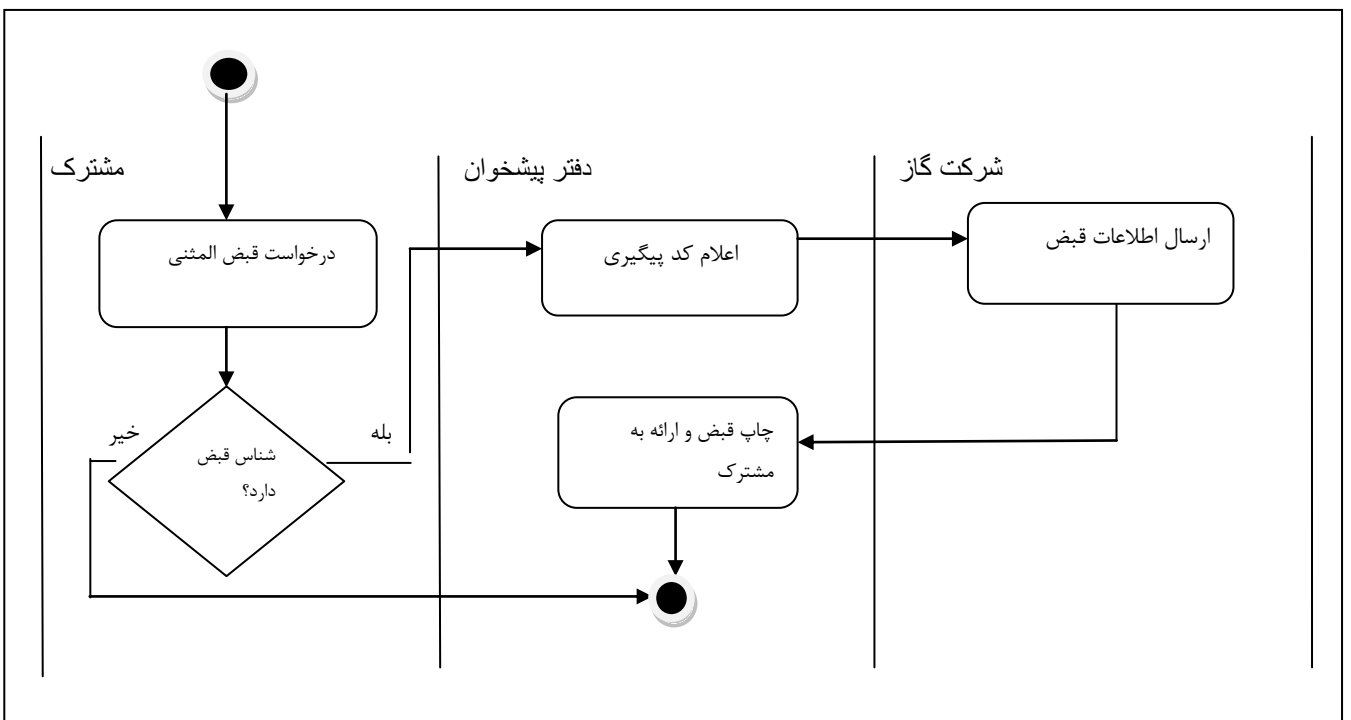 مشترک
دفتر پیشخوان
شرکت گاز
درخواست قبض المثنی
اعلام کد پیگیری
ارسال اطلاعات قبض
خیر
شناس قبض
دارد؟
بله
چاپ قبض و ارائه به
مشترک